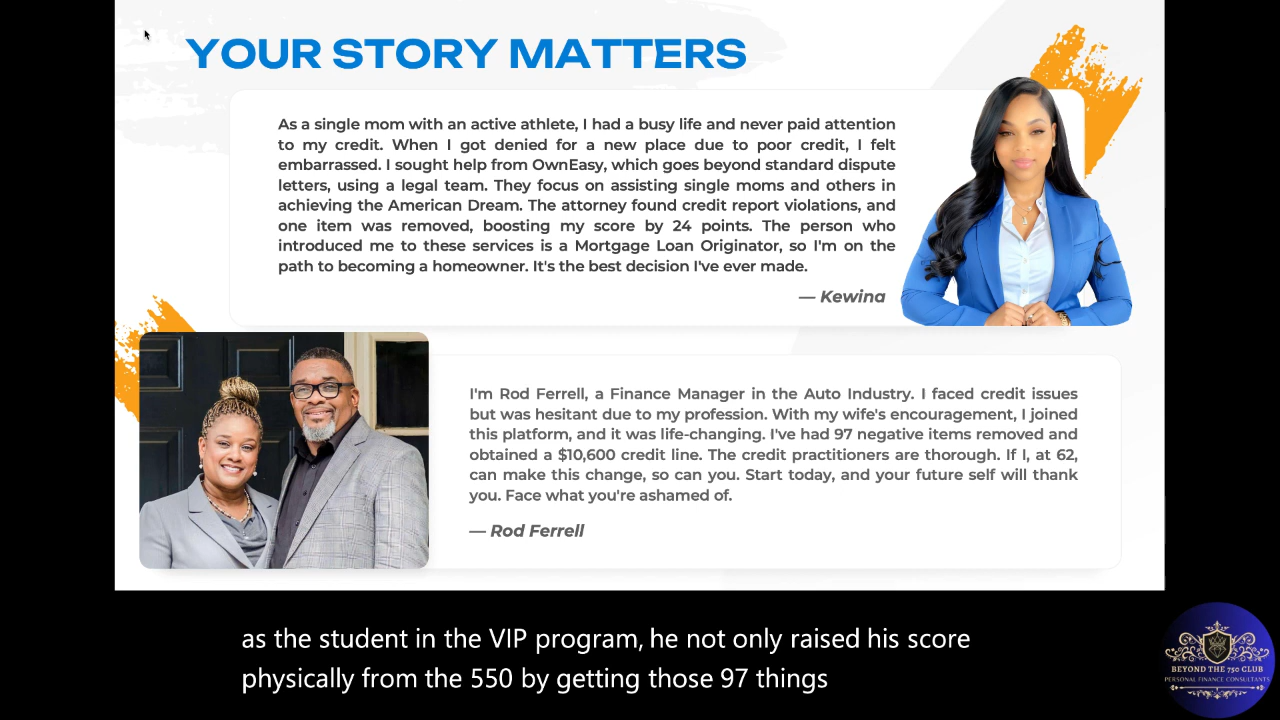 YOUR STORY MATTERS
As a single mom with an active athlete, I had a busy life and never paid attention
to my credit. When I got denied for a new place due to poor credit, I felt
embarrassed. I sought help from OwnEasy, which goes beyond standard dispute
letters, using a legal team. They focus on assisting single moms and others in
achieving the American Dream. The attorney found credit report violations, and
one item was removed, boosting my score by 24 points. The person who
introduced me to these services is a Mortgage Loan Originator, so I'm on the
path to becoming a homeowner. It's the best decision I've ever made.
— Kewina
I'm Rod Ferrell, a Finance Manager in the Auto Industry. I faced credit issues
but was hesitant due to my profession. With my wife's encouragement, I joined
this platform, and it was life-changing. I've had 97 negative items removed and
obtained a $10,600 credit line. The credit practitioners are thorough. If I, at 62,
can make this change, so can you. Start today, and your future self will thank
you. Face what you're ashamed of.
— Rod Ferrell
as the student in the VIP program, he not only raised his score
physically from the 550 by getting those 97 things
BEYOND THE 750 CLUB
PERSONAL FINANCE CONSULTANTS